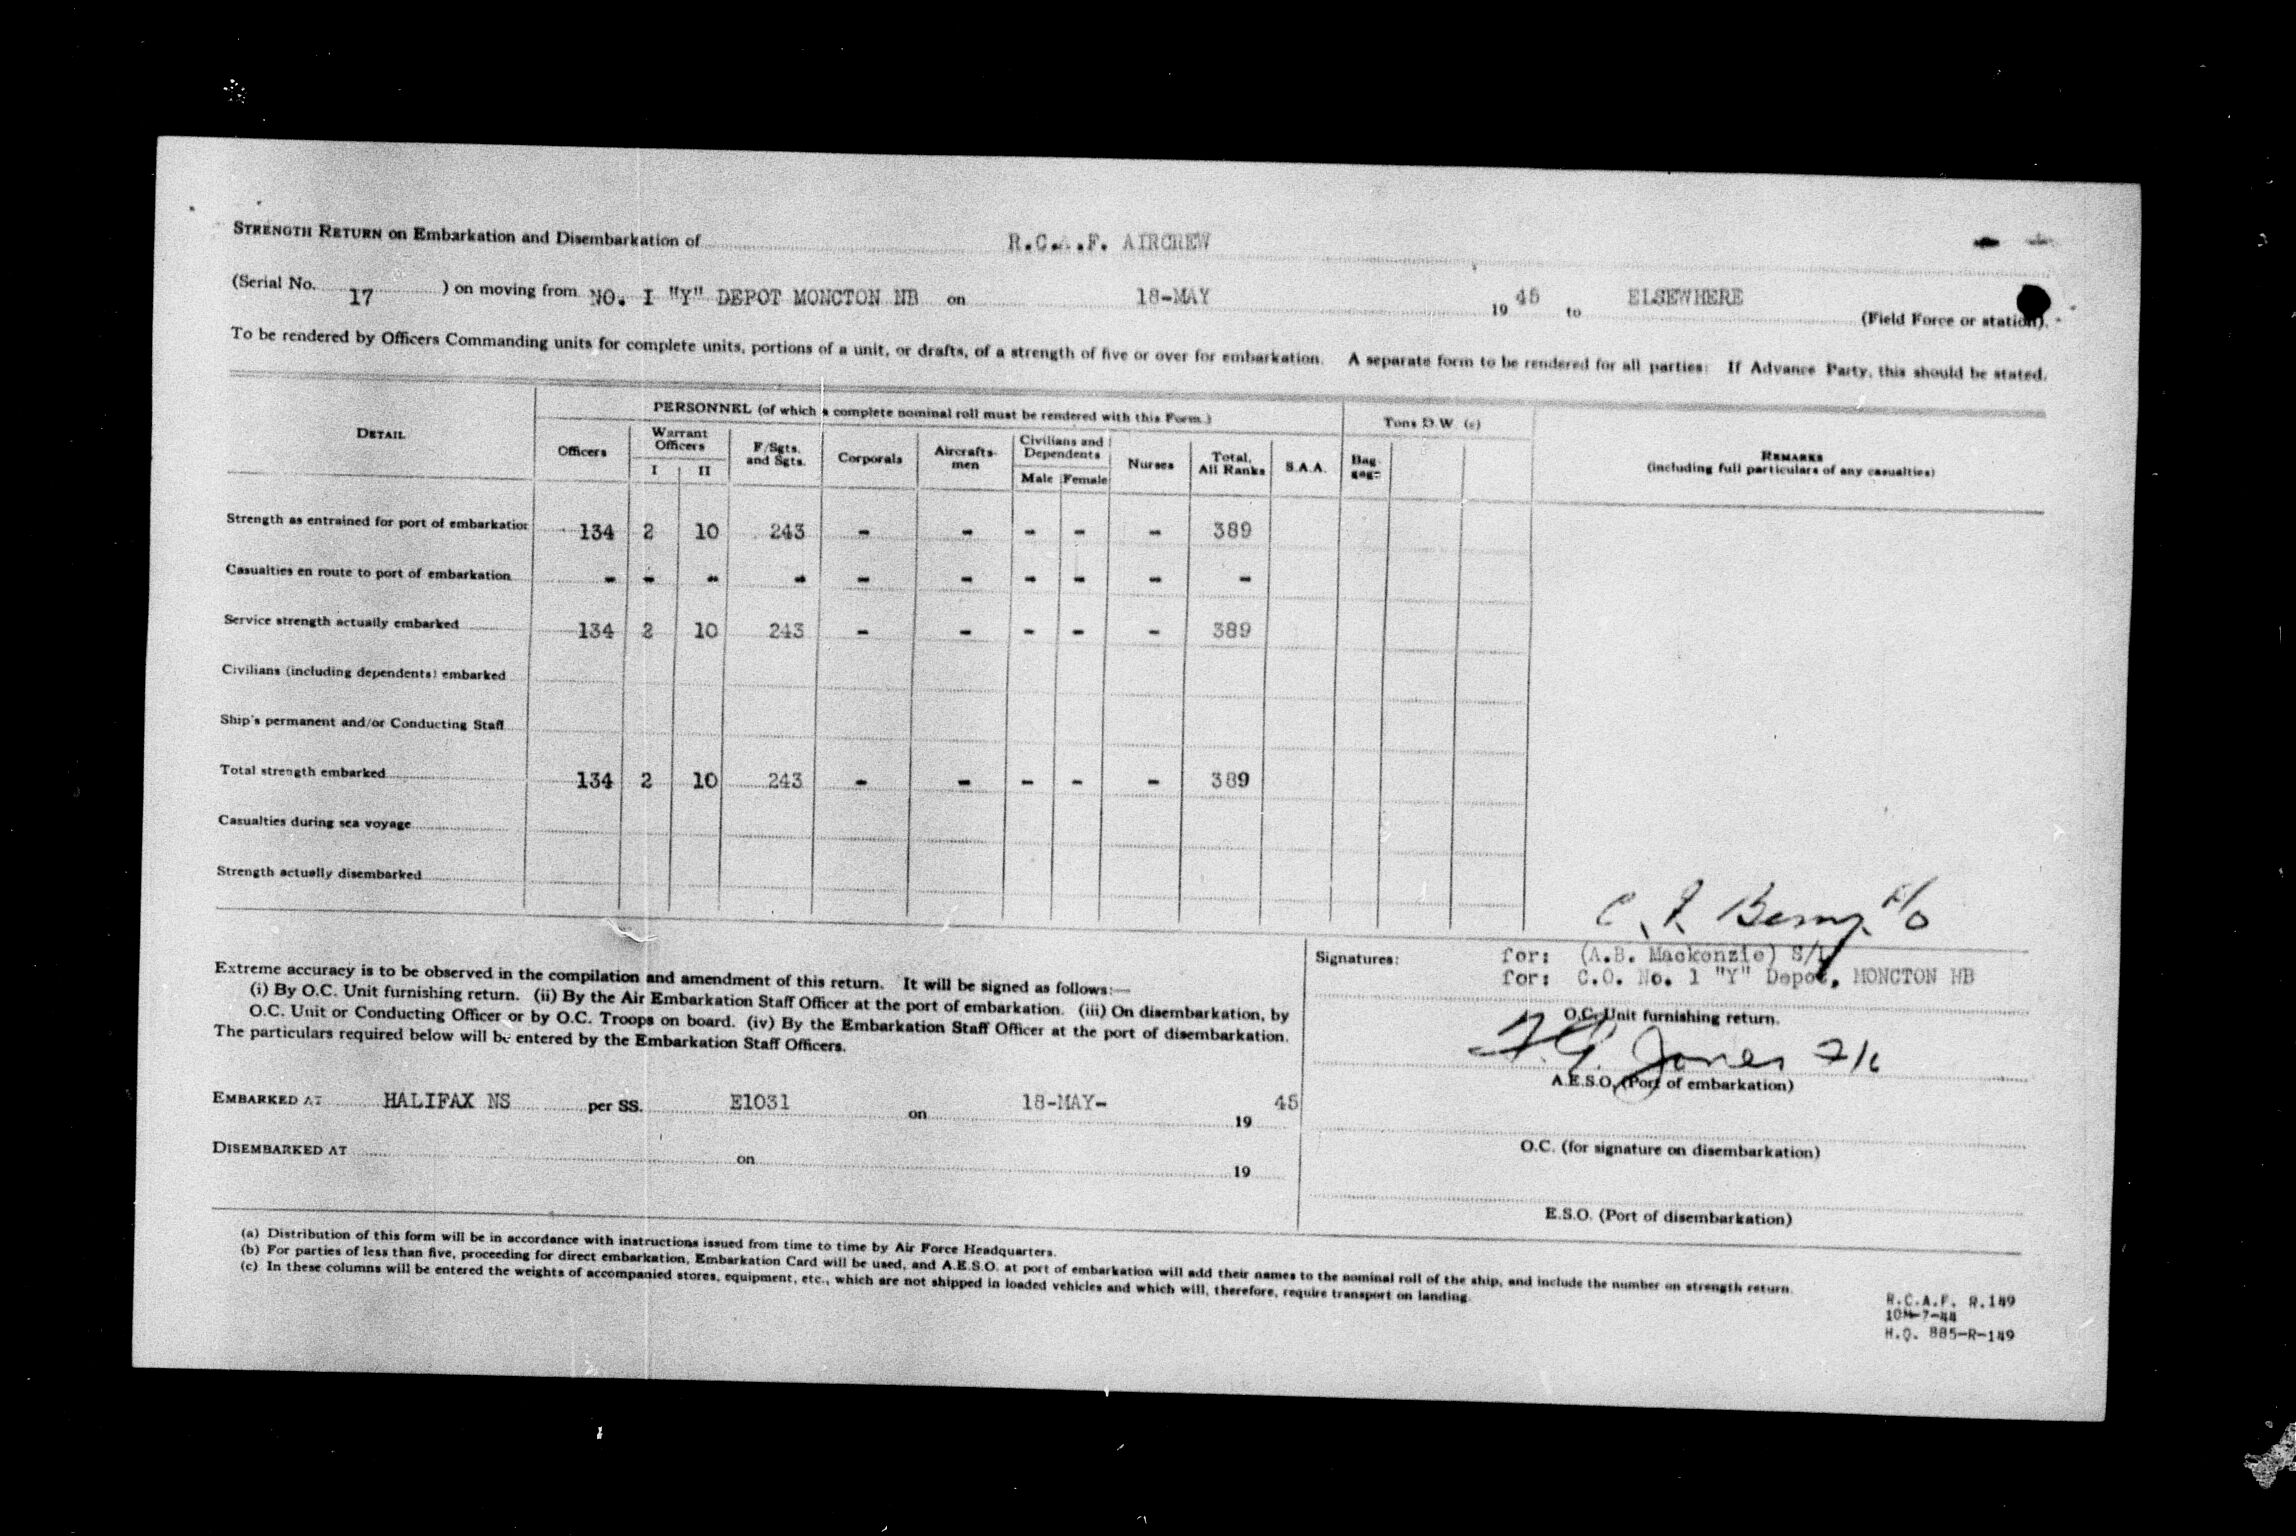 STRENGTH RETURN on Embarkation and Disembarkation of R.C.A.F. AIRCREW
(Serial No. 17 ) on moving from NO. I "Y" DEPOT MONCTON NB on 18-MAY 19 45 to ELSEWHERE (Field Force or station).
To be rendered by Officers Commanding units for complete units, portions of a unit, or drafts, of a strength of five or over for embarkation. A separate form to be rendered for all parties: If Advance Party, this should be stated.
PERSONNEL (of which a complete nominal roll must be rendered with this Form.) Tons D.W. (c)
DETAIL Officers Warrant Officers I II F/Sgts. and Sgts. Corporals Aircraftsmen Civilians and Dependents Male Female Nurses Total, All Ranks S.A.A. Baggage REMARKS (including full particulars of any casualties)
Strength as entrained for port of embarkation 134 2 10 243 - - - - - 389
Casualties en route to port of embarkation - - - - - - - - - -
Service strength actually embarked 134 2 10 243 - - - - - 389
Civilians (including dependents) embarked
Ship's permanent and/or Conducting Staff
Total strength embarked 134 2 10 243 - - - - - 389
Casualties during sea voyage
Strength actually disembarked
Signatures: for: (A.B. Mackenzie) S/L
for: C.O. No. 1 "Y" Depot, MONCTON NB
O.C. Unit furnishing return.
Jones
A.E.S.O. (Port of embarkation)
O.C. (for signature on disembarkation)
E.S.O. (Port of disembarkation)
Extreme accuracy is to be observed in the compilation and amendment of this return. It will be signed as follows:—
(i) By O.C. Unit furnishing return. (ii) By the Air Embarkation Staff Officer at the port of embarkation. (iii) On disembarkation, by
O.C. Unit or Conducting Officer or by O.C. Troops on board. (iv) By the Embarkation Staff Officer at the port of disembarkation.
The particulars required below will be entered by the Embarkation Staff Officers.
EMBARKED AT HALIFAX NS per SS. E1031 on 18-MAY- 19 45
DISEMBARKED AT on 19
(a) Distribution of this form will be in accordance with instructions issued from time to time by Air Force Headquarters.
(b) For parties of less than five, proceeding for direct embarkation, Embarkation Card will be used, and A.E.S.O. at port of embarkation will add their names to the nominal roll of the ship, and include the number on strength return.
(c) In these columns will be entered the weights of accompanied stores, equipment, etc., which are not shipped in loaded vehicles and which will, therefore, require transport on landing.
R.C.A.F. R.149
10M-7-44
H.Q. 885-R-149